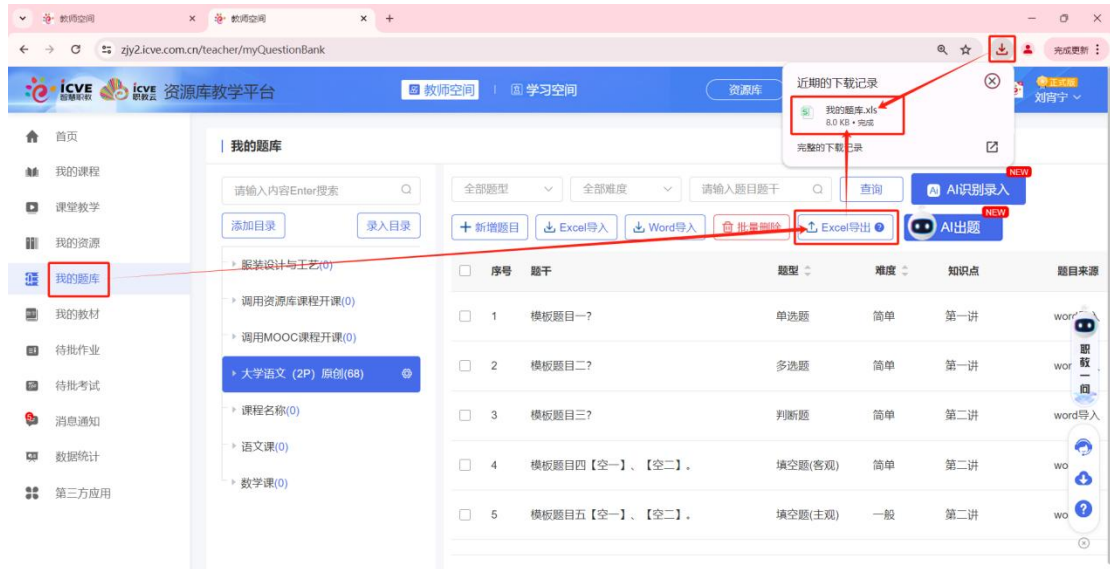 教师空间
教师空间
zjy2.icve.com.cn/teacher/myQuestionBank
完成更新
icve 智慧职教 icve 职教云 资源库教学平台
教师空间
学习空间
资源库
正式版
刘宵宁
近期的下载记录
我的题库.xls
8.0 KB • 完成
完整的下载记录
首页
我的课程
课堂教学
我的资源
我的题库
我的教材
待批作业
待批考试
消息通知
数据统计
第三方应用
我的题库
请输入内容Enter搜索
添加目录
录入目录
服装设计与工艺(0)
调用资源库课程开课(0)
调用MOOC课程开课(0)
大学语文（2P）原创(68)
课程名称(0)
语文课(0)
数学课(0)
全部题型
全部难度
请输入题目题干
查询
AI识别录入
NEW
新增题目
Excel导入
Word导入
批量删除
Excel导出
AI出题
NEW
序号 题干 题型 难度 知识点 题目来源
1 模板题目一? 单选题 简单 第一讲
2 模板题目二? 多选题 简单 第一讲
3 模板题目三? 判断题 简单 第二讲 word导入
4 模板题目四【空一】、【空二】。 填空题(客观) 简单 第二讲
5 模板题目五【空一】、【空二】。 填空题(主观) 一般 第二讲
职教一问